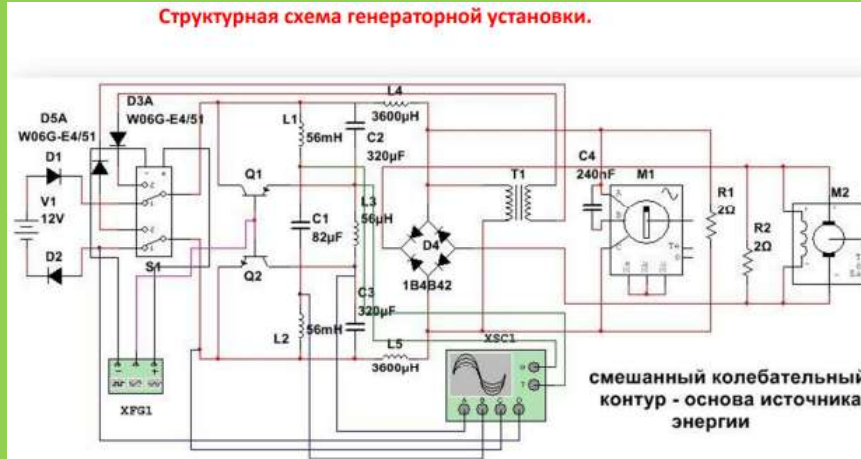 Структурная схема генераторной установки.
L4
3600µH
D3A
W06G-E4/51
D5A
W06G-E4/51
D1
V1
12V
D2
S1
XFG1
Q1
Q2
L1
56mH
C2
320µF
L3
56µH
C1
82µF
C3
320µF
L2
56mH
L5
3600µH
D4
1B4B42
T1
C4
240nF
M1
A
B
C
R1
2Ω
R2
2Ω
M2
XSC1
A B C D
смешанный колебательный
контур - основа источника
энергии